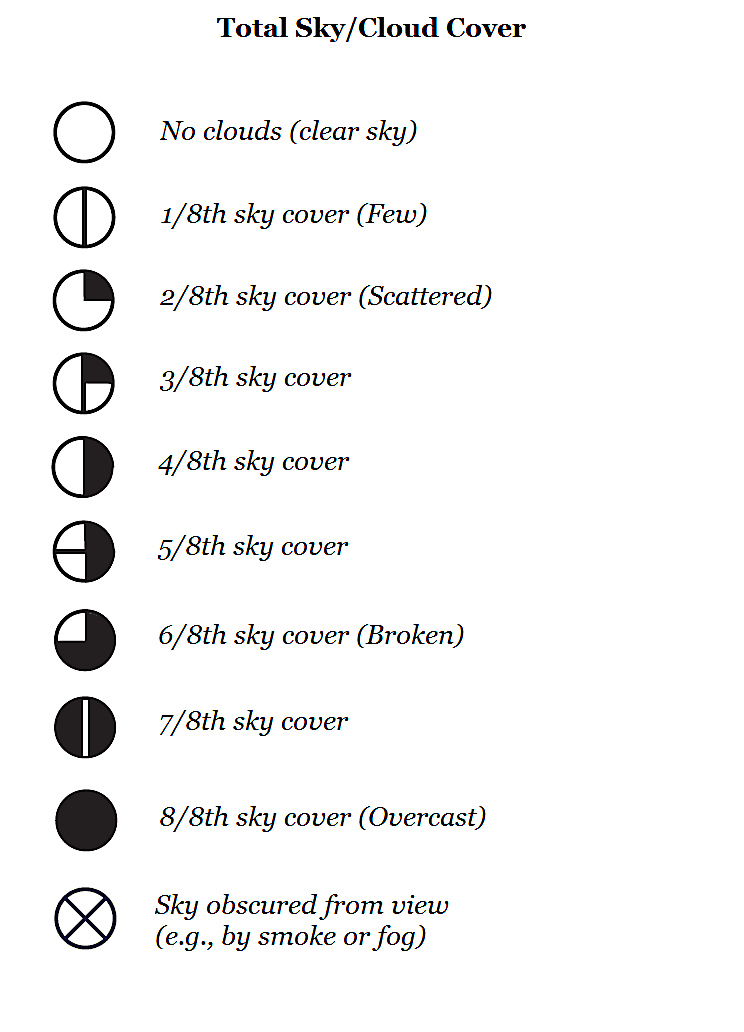 Total Sky/Cloud Cover
No clouds (clear sky)
1/8th sky cover (Few)
2/8th sky cover (Scattered)
3/8th sky cover
4/8th sky cover
5/8th sky cover
6/8th sky cover (Broken)
7/8th sky cover
8/8th sky cover (Overcast)
Sky obscured from view
(e.g., by smoke or fog)